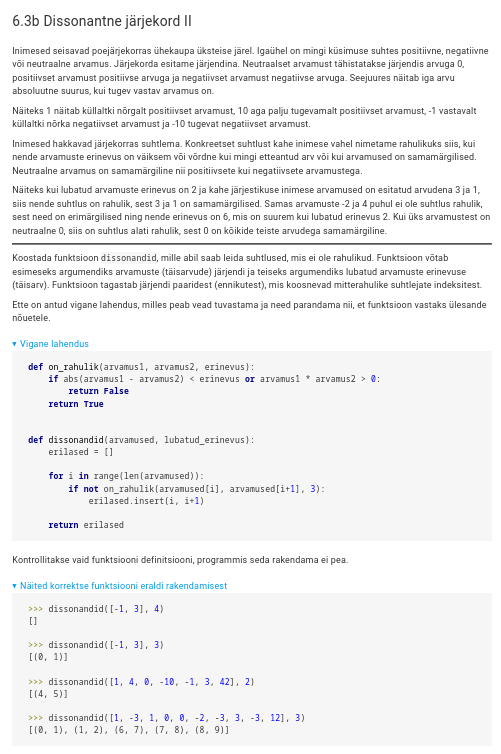 6.3b Dissonantne järjekord II
Inimesed seisavad poejärjekorras ühekaupa üksteise järel. Igaühel on mingi küsimuse suhtes positiivne, negatiivne
või neutraalne arvamus. Järjekorda esitame järjendina. Neutraalset arvamust tähistatakse järjendis arvuga 0,
positiivset arvamust positiivse arvuga ja negatiivset arvamust negatiivse arvuga. Seejuures näitab iga arvu
absoluutne suurus, kui tugev vastav arvamus on.
Näiteks 1 näitab küllaltki nõrgalt positiivset arvamust, 10 aga palju tugevamalt positiivset arvamust, -1 vastavalt
küllaltki nõrka negatiivset arvamust ja -10 tugevat negatiivset arvamust.
Inimesed hakkavad järjekorras suhtlema. Konkreetset suhtlust kahe inimese vahel nimetame rahulikuks siis, kui
nende arvamuste erinevus on väiksem või võrdne kui mingi etteantud arv või kui arvamused on samamärgilised.
Neutraalne arvamus on samamärgiline nii positiivsete kui negatiivsete arvamustega.
Näiteks kui lubatud arvamuste erinevus on 2 ja kahe järjestikuse inimese arvamused on esitatud arvudena 3 ja 1,
siis nende suhtlus on rahulik, sest 3 ja 1 on samamärgilised. Samas arvamuste -2 ja 4 puhul ei ole suhtlus rahulik,
sest need on erimärgilised ning nende erinevus on 6, mis on suurem kui lubatud erinevus 2. Kui üks arvamustest on
neutraalne 0, siis on suhtlus alati rahulik, sest 0 on kõikide teiste arvudega samamärgiline.
Koostada funktsioon dissonandid, mille abil saab leida suhtlused, mis ei ole rahulikud. Funktsioon võtab
esimeseks argumendiks arvamuste (täisarvude) järjendi ja teiseks argumendiks lubatud arvamuste erinevuse
(täisarv). Funktsioon tagastab järjendi paaridest (ennikutest), mis koosnevad mitterahulike suhtlejate indeksitest.
Ette on antud vigane lahendus, milles peab vead tuvastama ja need parandama nii, et funktsioon vastaks ülesande
nõuetele.
▾ Vigane lahendus
def on_rahulik(arvamus1, arvamus2, erinevus):
    if abs(arvamus1 - arvamus2) < erinevus or arvamus1 * arvamus2 > 0:
        return False
    return True
def dissonandid(arvamused, lubatud_erinevus):
    erilased = []
    for i in range(len(arvamused)):
        if not on_rahulik(arvamused[i], arvamused[i+1], 3):
            erilased.insert(i, i+1)
    return erilased
Kontrollitakse vaid funktsiooni definitsiooni, programmis seda rakendama ei pea.
▾ Näited korrektse funktsiooni eraldi rakendamisest
>>> dissonandid([-1, 3], 4)
[]
>>> dissonandid([-1, 3], 3)
[(0, 1)]
>>> dissonandid([1, 4, 0, -10, -1, 3, 42], 2)
[(4, 5)]
>>> dissonandid([1, -3, 1, 0, 0, -2, -3, 3, -3, 12], 3)
[(0, 1), (1, 2), (6, 7), (7, 8), (8, 9)]